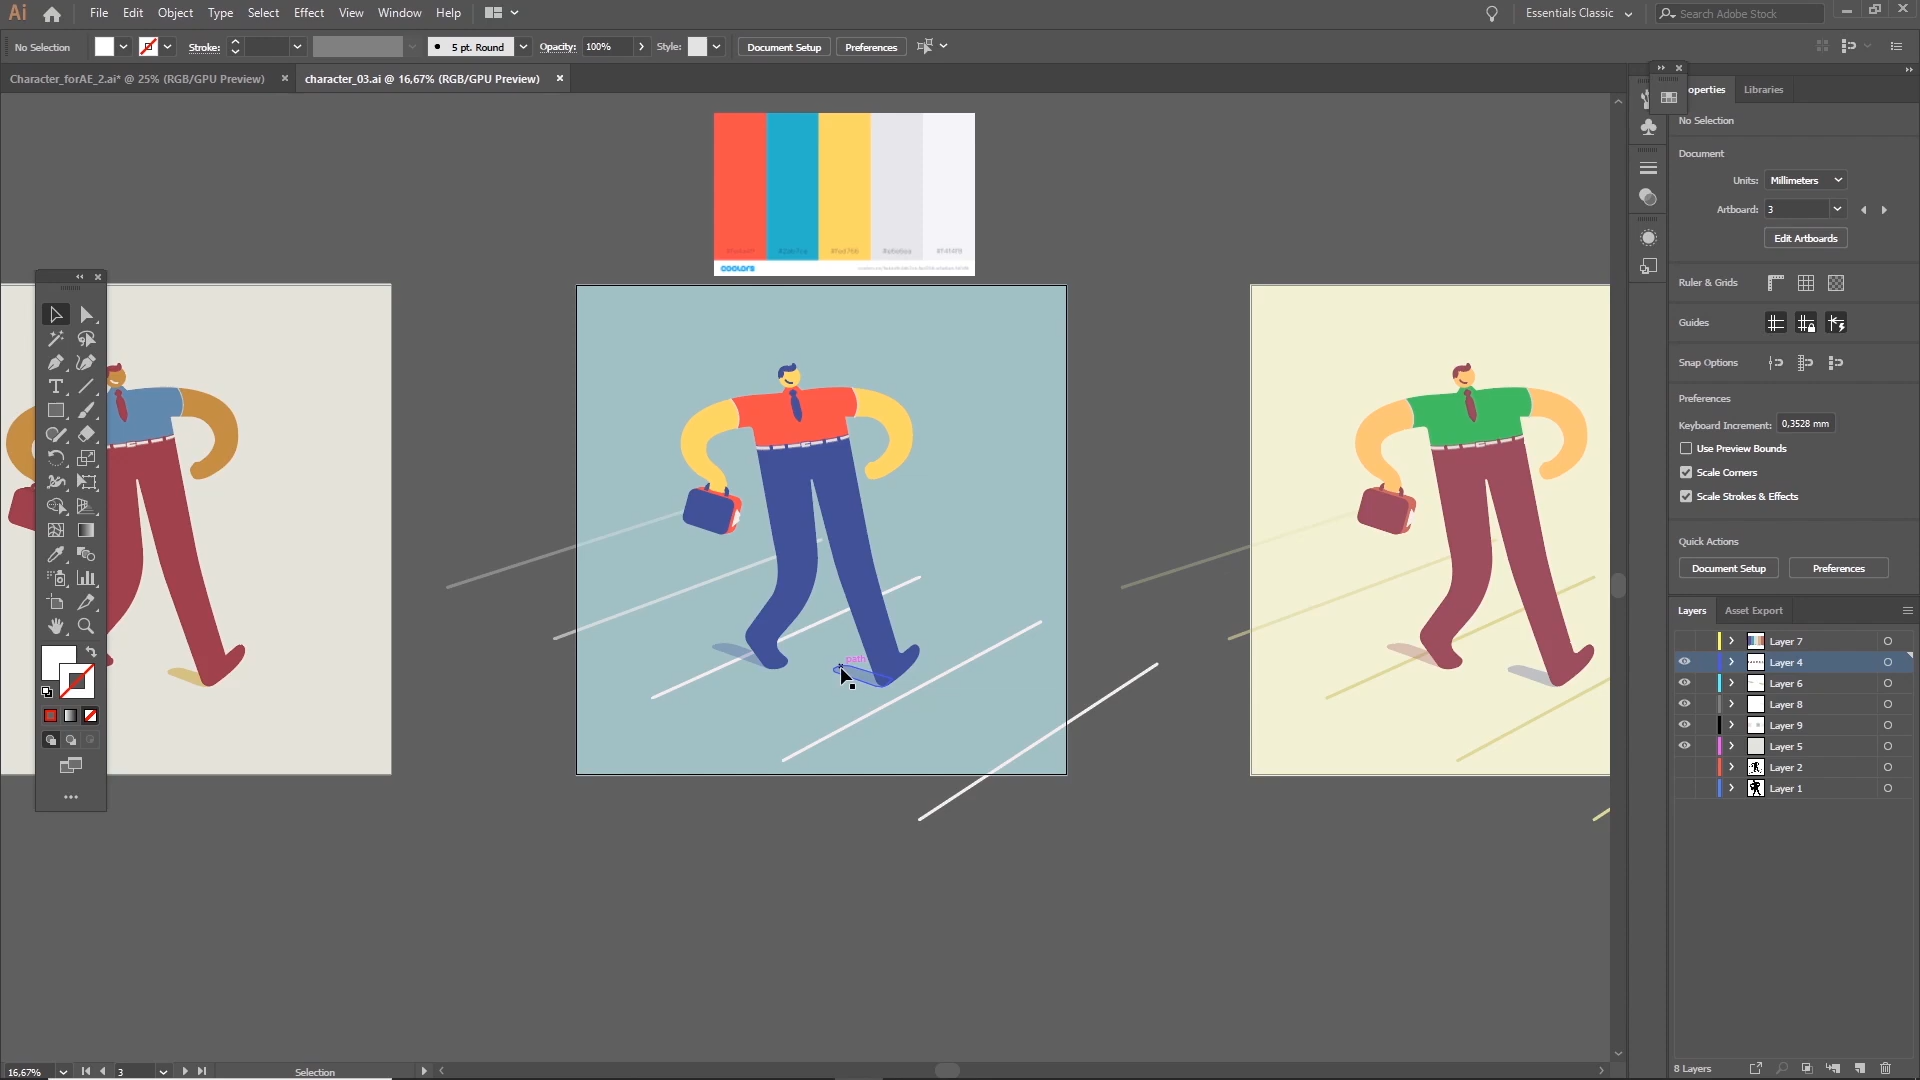 Ai File Edit Object Type Select Effect View Window Help Essentials Classic Search Adobe Stock
No Selection Stroke: 5 pt. Round Opacity: 100% Style: Document Setup Preferences
Character_forAE_2.ai* @ 25% (RGB/GPU Preview) character_03.ai @ 16,67% (RGB/GPU Preview)
operties Libraries
No Selection
Document
Units: Millimeters
Artboard: 3
Edit Artboards
Ruler & Grids
Guides
Snap Options
Preferences
Keyboard Increment: 0,3528 mm
Use Preview Bounds
Scale Corners
Scale Strokes & Effects
Quick Actions
Document Setup Preferences
Layers Asset Export
Layer 7
Layer 4
Layer 6
Layer 8
Layer 9
Layer 5
Layer 2
Layer 1
8 Layers
coolors
path
16,67% 3 Selection